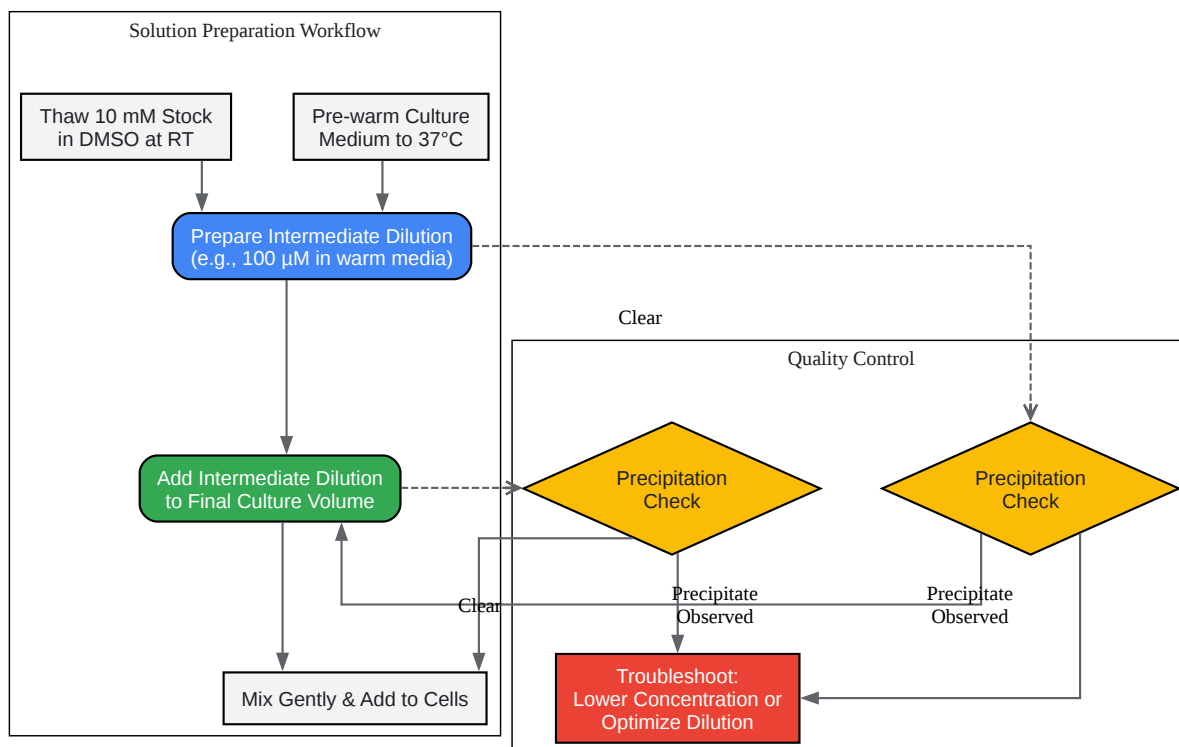 Solution Preparation Workflow
Thaw 10 mM Stock
in DMSO at RT
Pre-warm Culture
Medium to 37°C
Prepare Intermediate Dilution
(e.g., 100 µM in warm media)
Clear
Quality Control
Add Intermediate Dilution
to Final Culture Volume
Precipitation
Check
Precipitation
Check
Clear
Precipitate
Observed
Precipitate
Observed
Mix Gently & Add to Cells
Troubleshoot:
Lower Concentration or
Optimize Dilution